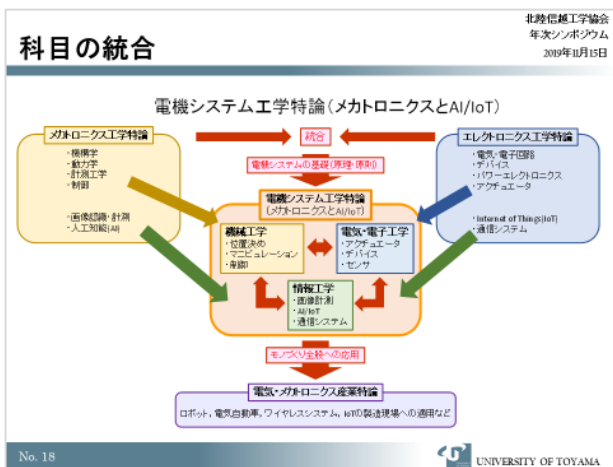 北陸信越工学協会
年次シンポジウム
2019年11月15日
科目の統合
電機システム工学特論(メカトロニクスとAI/IoT)
メカトロニクス工学特論
・機構学
・動力学
・計測工学
・制御
・画像認識・計測
・人工知能(AI)
統合
電機システムの基礎(原理・原則)
エレクトロニクス工学特論
・電気・電子回路
・デバイス
・パワーエレクトロニクス
・アクチュエータ
・Internet of Things(IoT)
・通信システム
電機システム工学特論
(メカトロニクスとAI/IoT)
機械工学
・位置決め
・マニピュレーション
・制御
電気・電子工学
・アクチュエータ
・デバイス
・センサ
情報工学
・画像計測
・AI/IoT
・通信システム
モノづくり全般への応用
電気・メカトロニクス産業特論
ロボット, 電気自動車, ワイヤレスシステム, IoTの製造現場への適用など
No. 18
UNIVERSITY OF TOYAMA